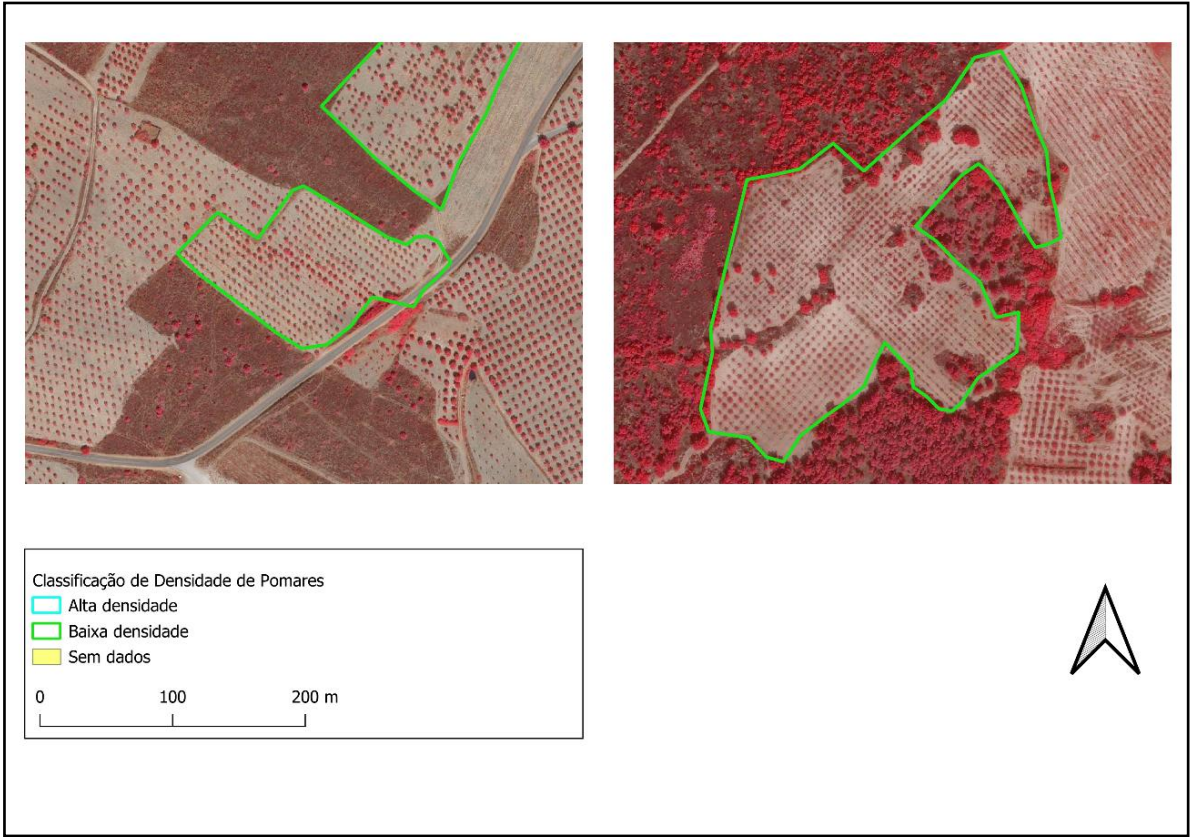 Classificação de Densidade de Pomares
Alta densidade
Baixa densidade
Sem dados
0 100 200 m